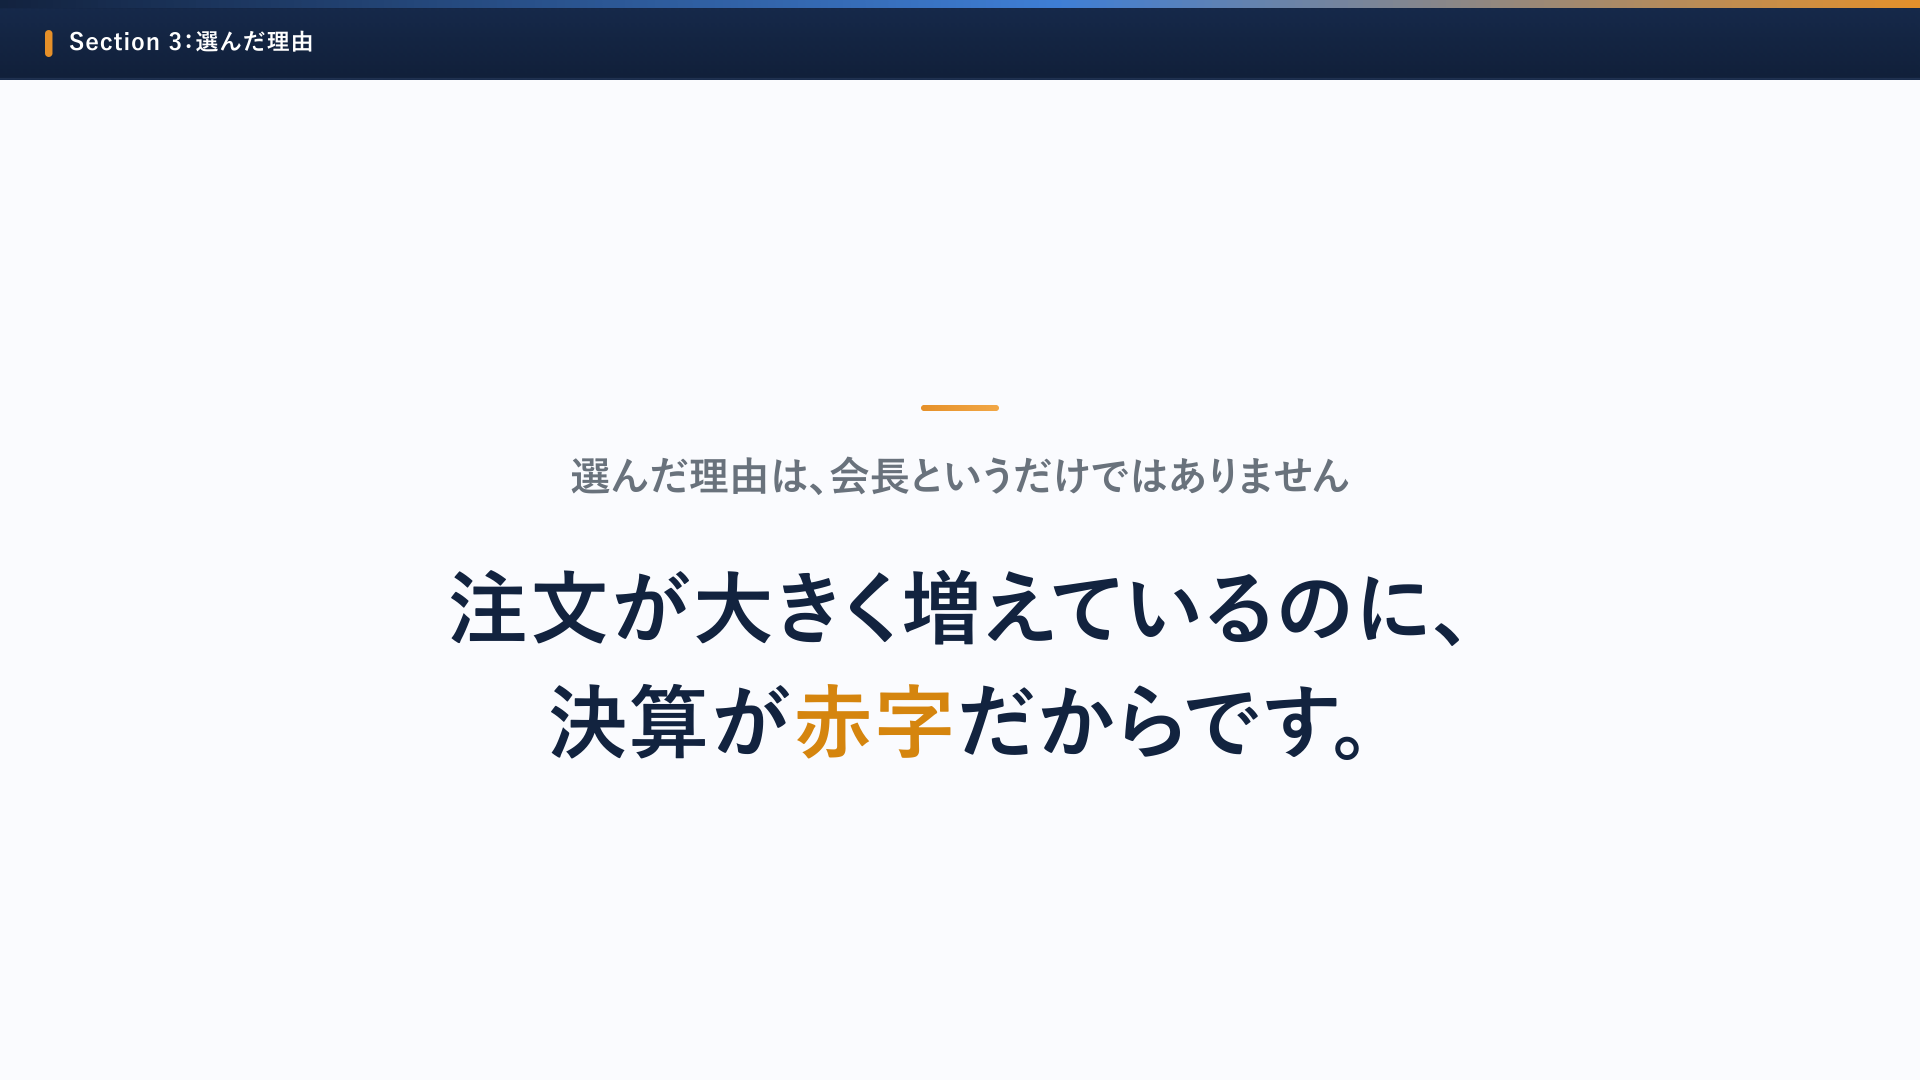 Section 3：選んだ理由
選んだ理由は、会長というだけではありません
注文が大きく増えているのに、
決算が赤字だからです。